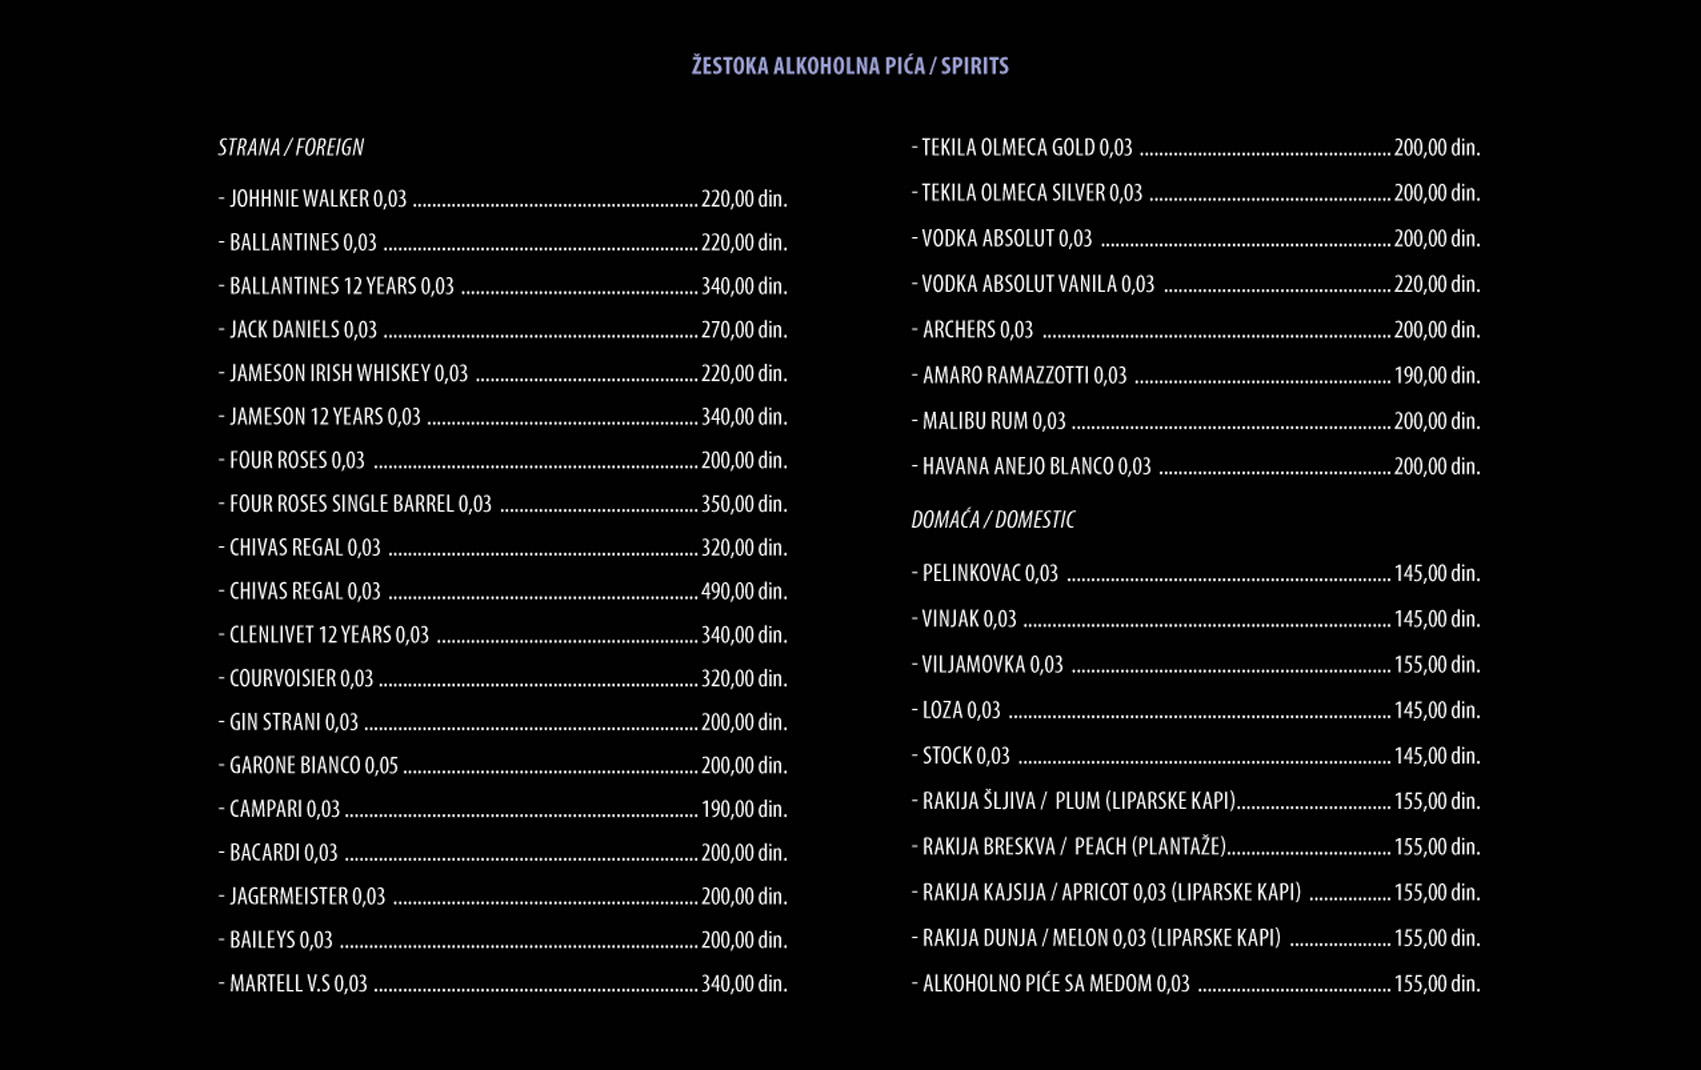 ŽESTOKA ALKOHOLNA PIĆA / SPIRITS
STRANA / FOREIGN
- JOHHNIE WALKER 0,03 ........................................................... 220,00 din.
- BALLANTINES 0,03 ................................................................. 220,00 din.
- BALLANTINES 12 YEARS 0,03 ................................................. 340,00 din.
- JACK DANIELS 0,03 ................................................................. 270,00 din.
- JAMESON IRISH WHISKEY 0,03 .............................................. 220,00 din.
- JAMESON 12 YEARS 0,03 ........................................................ 340,00 din.
- FOUR ROSES 0,03 ................................................................... 200,00 din.
- FOUR ROSES SINGLE BARREL 0,03 ......................................... 350,00 din.
- CHIVAS REGAL 0,03 ................................................................ 320,00 din.
- CHIVAS REGAL 0,03 ................................................................ 490,00 din.
- CLENLIVET 12 YEARS 0,03 ...................................................... 340,00 din.
- COURVOISIER 0,03 .................................................................. 320,00 din.
- GIN STRANI 0,03 ..................................................................... 200,00 din.
- GARONE BIANCO 0,05 ............................................................. 200,00 din.
- CAMPARI 0,03 ......................................................................... 190,00 din.
- BACARDI 0,03 ......................................................................... 200,00 din.
- JAGERMEISTER 0,03 ............................................................... 200,00 din.
- BAILEYS 0,03 .......................................................................... 200,00 din.
- MARTELL V.S 0,03 ................................................................... 340,00 din.
- TEKILA OLMECA GOLD 0,03 .................................................... 200,00 din.
- TEKILA OLMECA SILVER 0,03 .................................................. 200,00 din.
- VODKA ABSOLUT 0,03 ............................................................ 200,00 din.
- VODKA ABSOLUT VANILA 0,03 ............................................... 220,00 din.
- ARCHERS 0,03 ........................................................................ 200,00 din.
- AMARO RAMAZZOTTI 0,03 ..................................................... 190,00 din.
- MALIBU RUM 0,03 .................................................................. 200,00 din.
- HAVANA ANEJO BLANCO 0,03 ................................................ 200,00 din.
DOMAĆA / DOMESTIC
- PELINKOVAC 0,03 ................................................................... 145,00 din.
- VINJAK 0,03 ............................................................................ 145,00 din.
- VILJAMOVKA 0,03 .................................................................. 155,00 din.
- LOZA 0,03 ............................................................................... 145,00 din.
- STOCK 0,03 ............................................................................. 145,00 din.
- RAKIJA ŠLJIVA / PLUM (LIPARSKE KAPI)................................ 155,00 din.
- RAKIJA BRESKVA / PEACH (PLANTAŽE).................................. 155,00 din.
- RAKIJA KAJSIJA / APRICOT 0,03 (LIPARSKE KAPI) ................. 155,00 din.
- RAKIJA DUNJA / MELON 0,03 (LIPARSKE KAPI) ..................... 155,00 din.
- ALKOHOLNO PIĆE SA MEDOM 0,03 ........................................ 155,00 din.